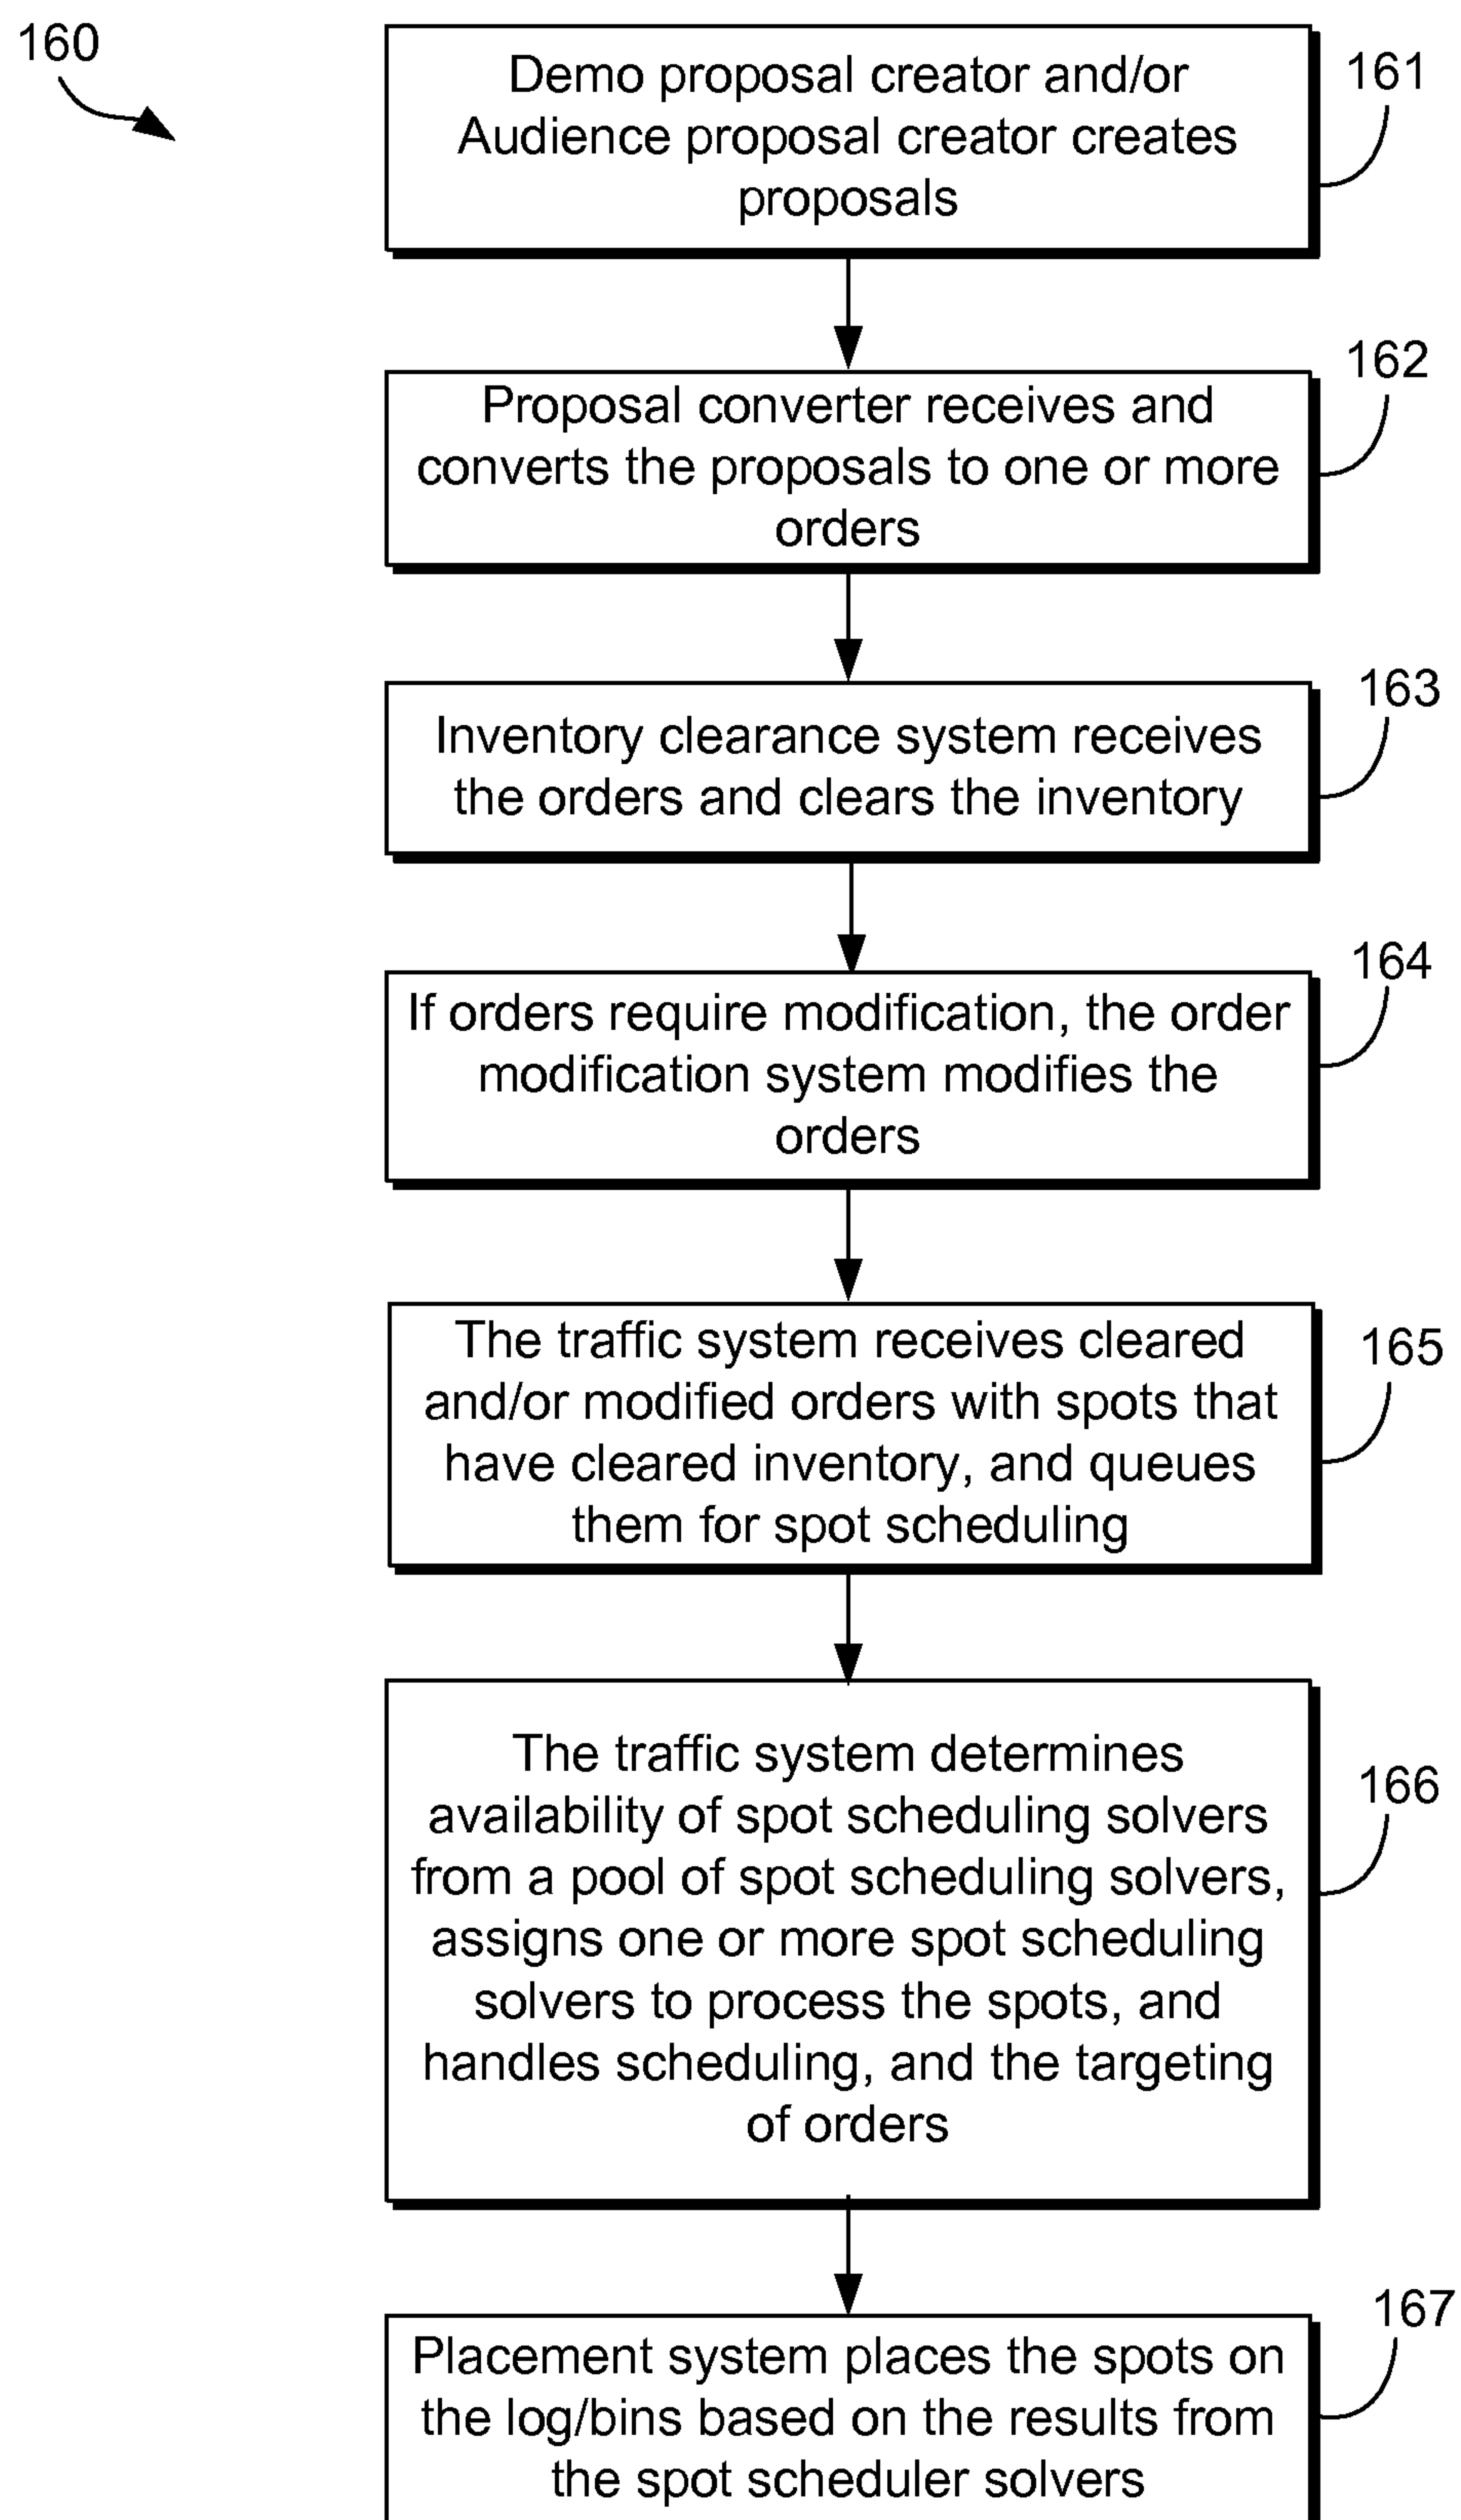 160
161
Demo proposal creator and/or
Audience proposal creator creates
proposals
162
Proposal converter receives and
converts the proposals to one or more
orders
163
Inventory clearance system receives
the orders and clears the inventory
164
If orders require modification, the order
modification system modifies the
orders
165
The traffic system receives cleared
and/or modified orders with spots that
have cleared inventory, and queues
them for spot scheduling
166
The traffic system determines
availability of spot scheduling solvers
from a pool of spot scheduling solvers,
assigns one or more spot scheduling
solvers to process the spots, and
handles scheduling, and the targeting
of orders
167
Placement system places the spots on
the log/bins based on the results from
the spot scheduler solvers